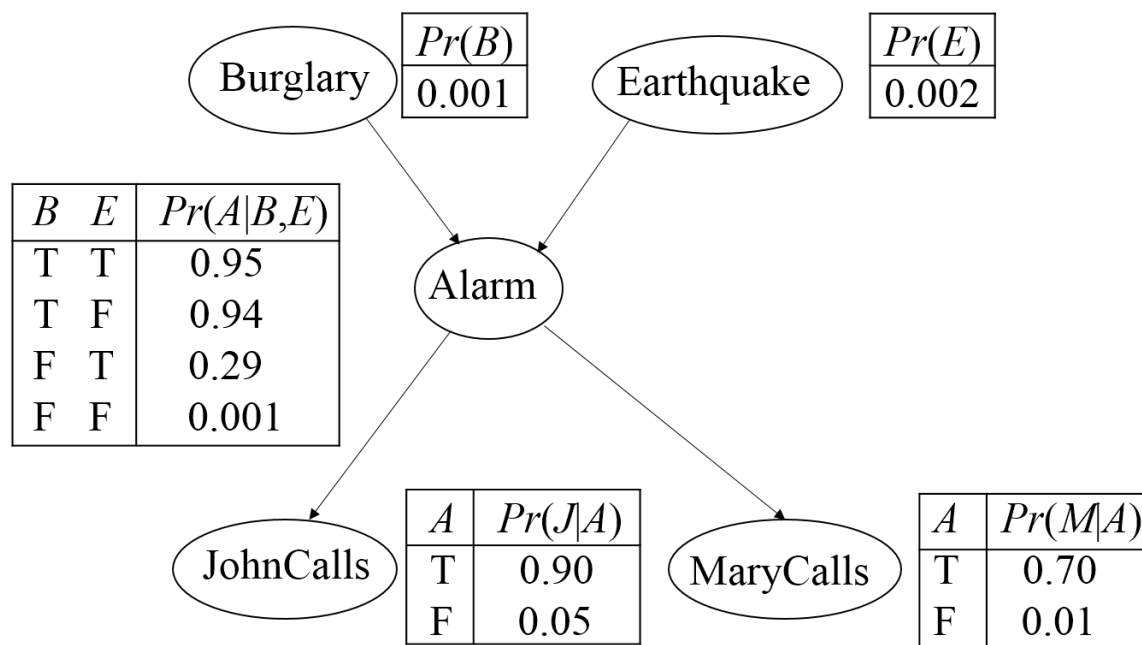 Burglary
Pr(B)
0.001
Earthquake
Pr(E)
0.002
B E Pr(A|B,E)
T T 0.95
T F 0.94
F T 0.29
F F 0.001
Alarm
JohnCalls
A Pr(J|A)
T 0.90
F 0.05
MaryCalls
A Pr(M|A)
T 0.70
F 0.01